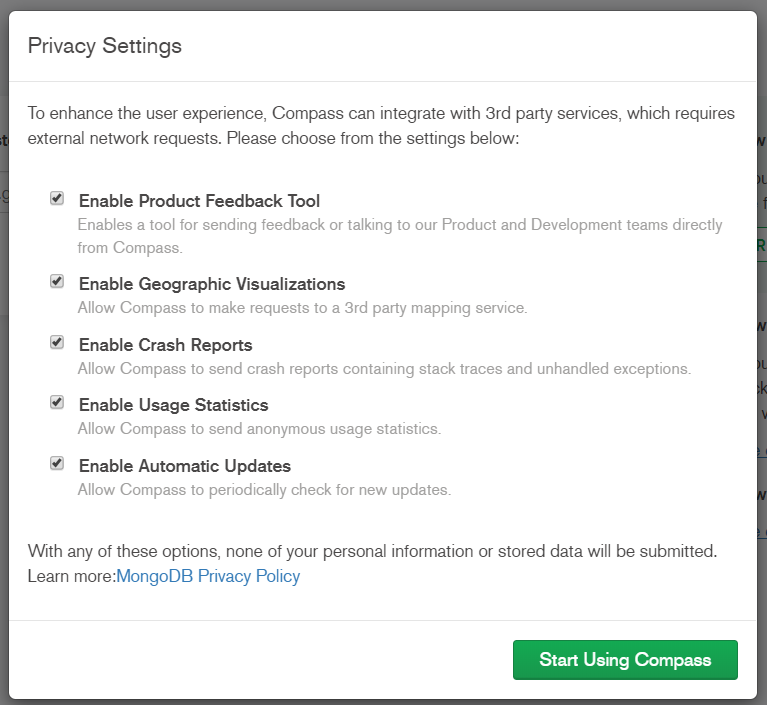 Privacy Settings
To enhance the user experience, Compass can integrate with 3rd party services, which requires
external network requests. Please choose from the settings below:
Enable Product Feedback Tool
Enables a tool for sending feedback or talking to our Product and Development teams directly
from Compass.
Enable Geographic Visualizations
Allow Compass to make requests to a 3rd party mapping service.
Enable Crash Reports
Allow Compass to send crash reports containing stack traces and unhandled exceptions.
Enable Usage Statistics
Allow Compass to send anonymous usage statistics.
Enable Automatic Updates
Allow Compass to periodically check for new updates.
With any of these options, none of your personal information or stored data will be submitted.
Learn more:MongoDB Privacy Policy
Start Using Compass